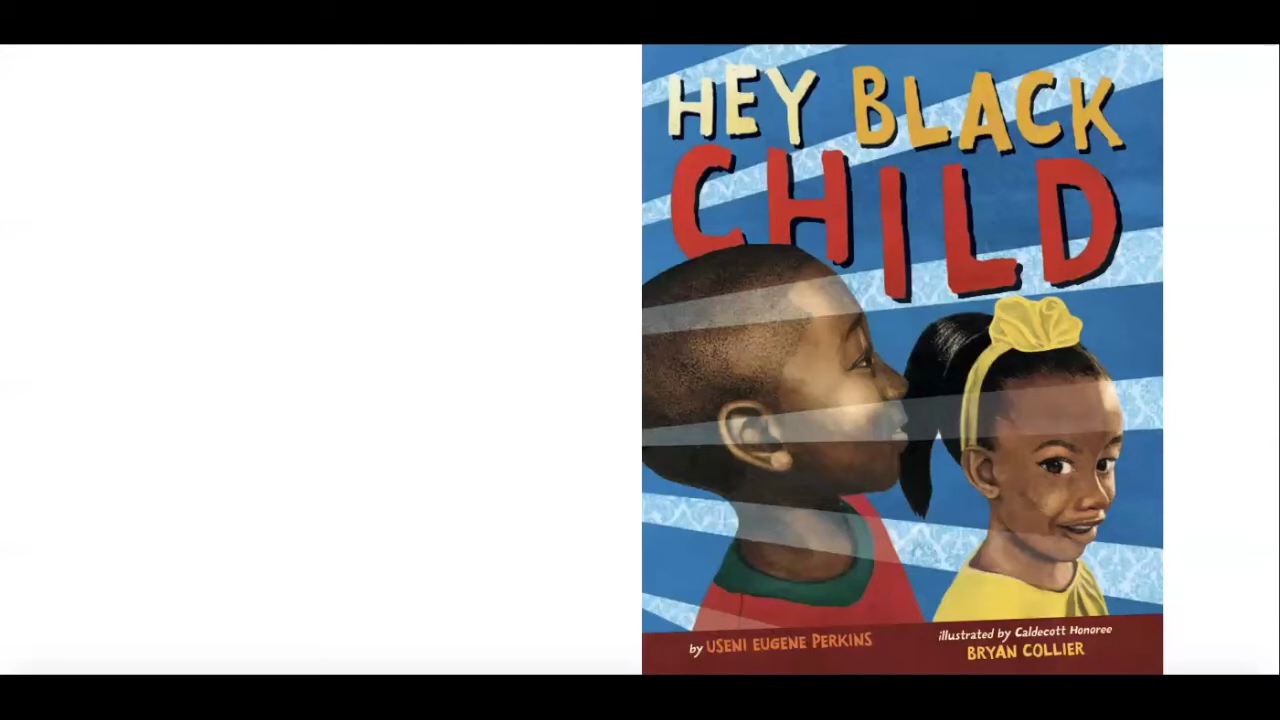 HEY BLACK
CHILD
by USENI EUGENE PERKINS
illustrated by Caldecott Honoree
BRYAN COLLIER